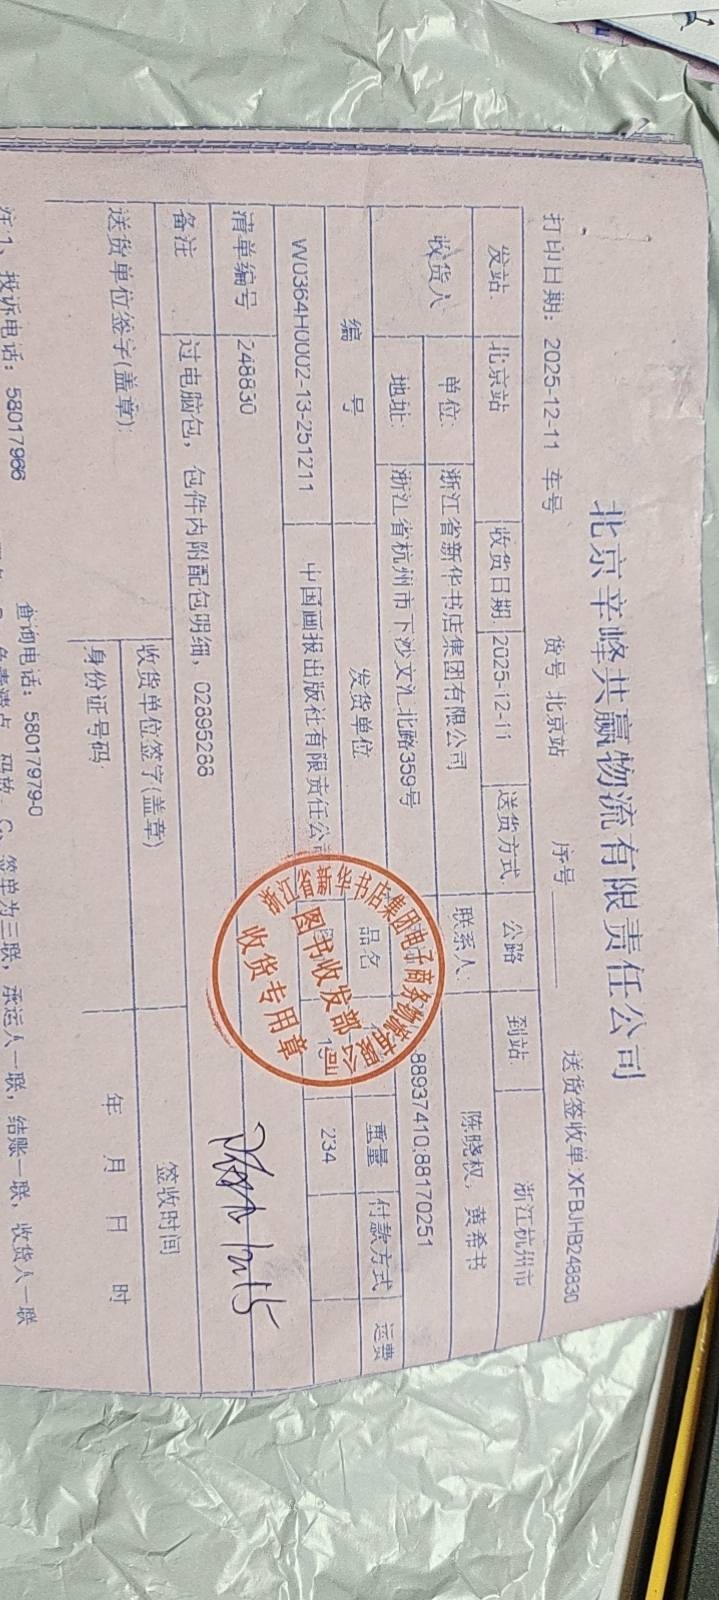 北京辛峰共赢物流有限责任公司
送货签收单:XFBJHB248830
打印日期: 2025-12-11 车号 货号 北京站 序号
发站 北京站 收货日期 2025-12-11 送货方式 公路 到站 浙江杭州市
收货人 单位: 浙江省新华书店集团有限公司 联系人: 陈晓权, 黄希书
地址: 浙江省杭州市下沙文汇北路359号 88937410;88170251
编 号 发货单位 品名 重量 付款方式 运费
W0364H0002-13-251211 中国画报出版社有限责任公司 234
清单编号 248830
备注 过电脑包, 包件内附配包明细, 02895288
送货单位签字(盖章): 收货单位签字(盖章) 签收时间
身份证号码: 年 月 日 时
查询电话: 58017979-0
注1、投诉电话: 58017966
签单为三联, 承运人一联, 结账一联, 收货人一联
浙江省新华书店集团电子商务物流有限公司
图书收发部
收货专用章
12/15